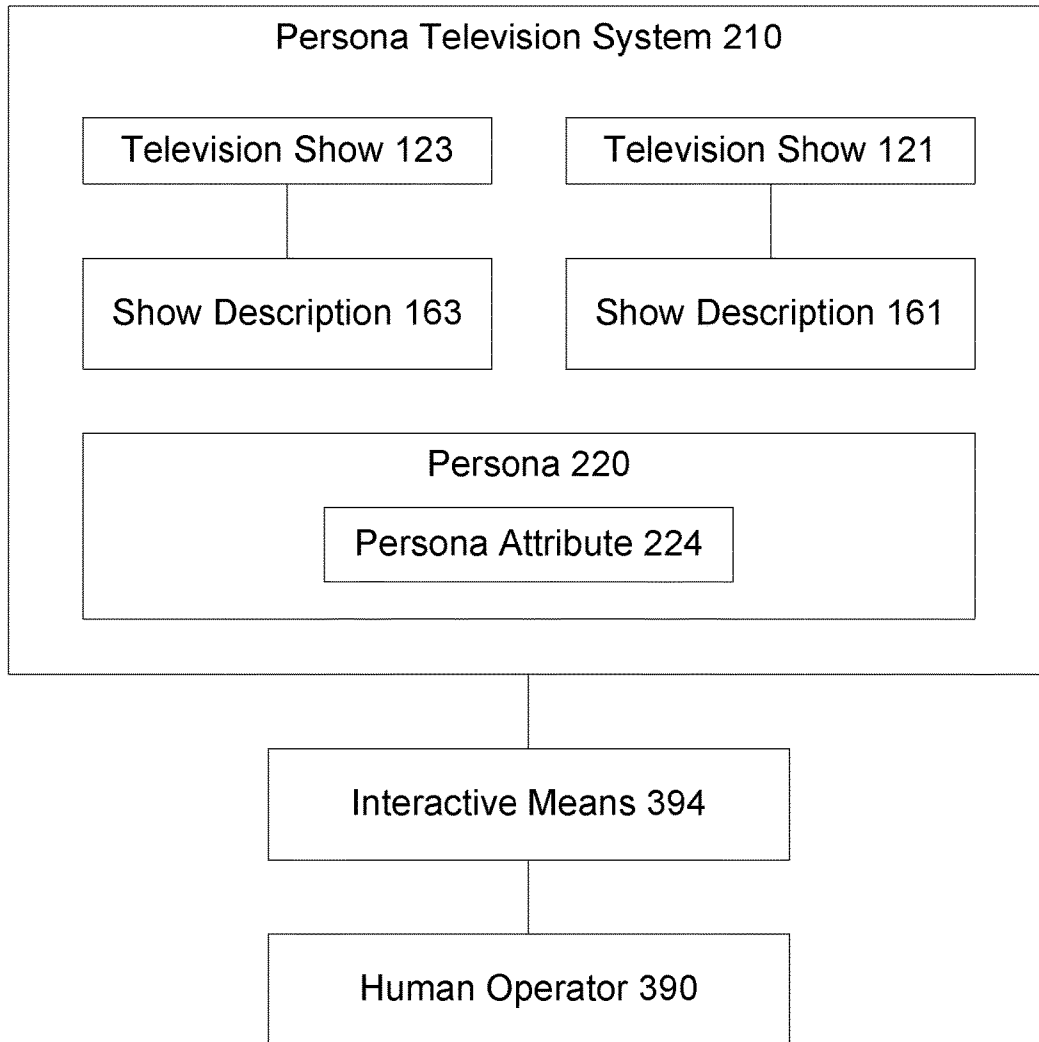 Persona Television System 210
Television Show 123
Television Show 121
Show Description 163
Show Description 161
Persona 220
Persona Attribute 224
Interactive Means 394
Human Operator 390